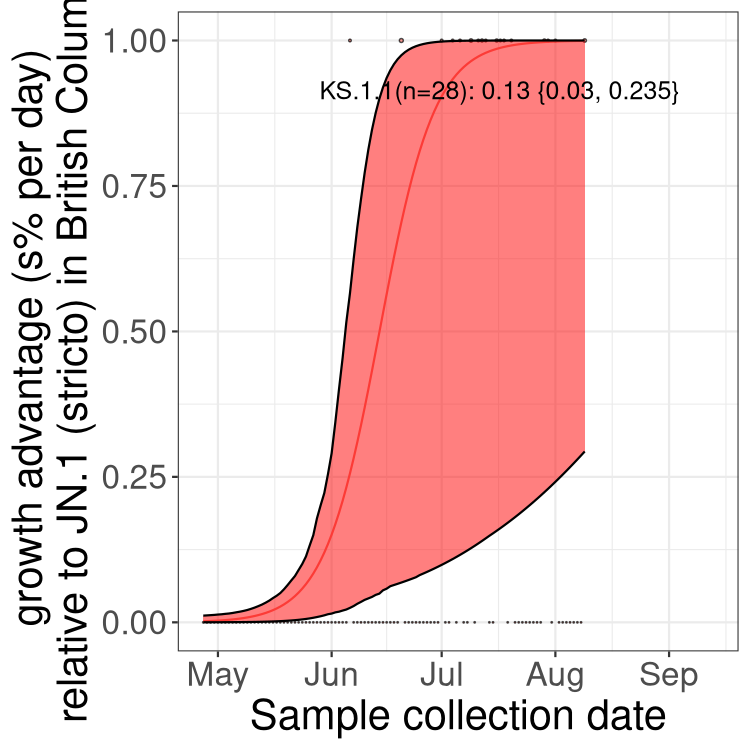 growth advantage (s% per day)
relative to JN.1 (stricto) in British Colum
1.00
0.75
0.50
0.25
0.00
KS.1.1(n=28): 0.13 {0.03, 0.235}
May Jun Jul Aug Sep
Sample collection date